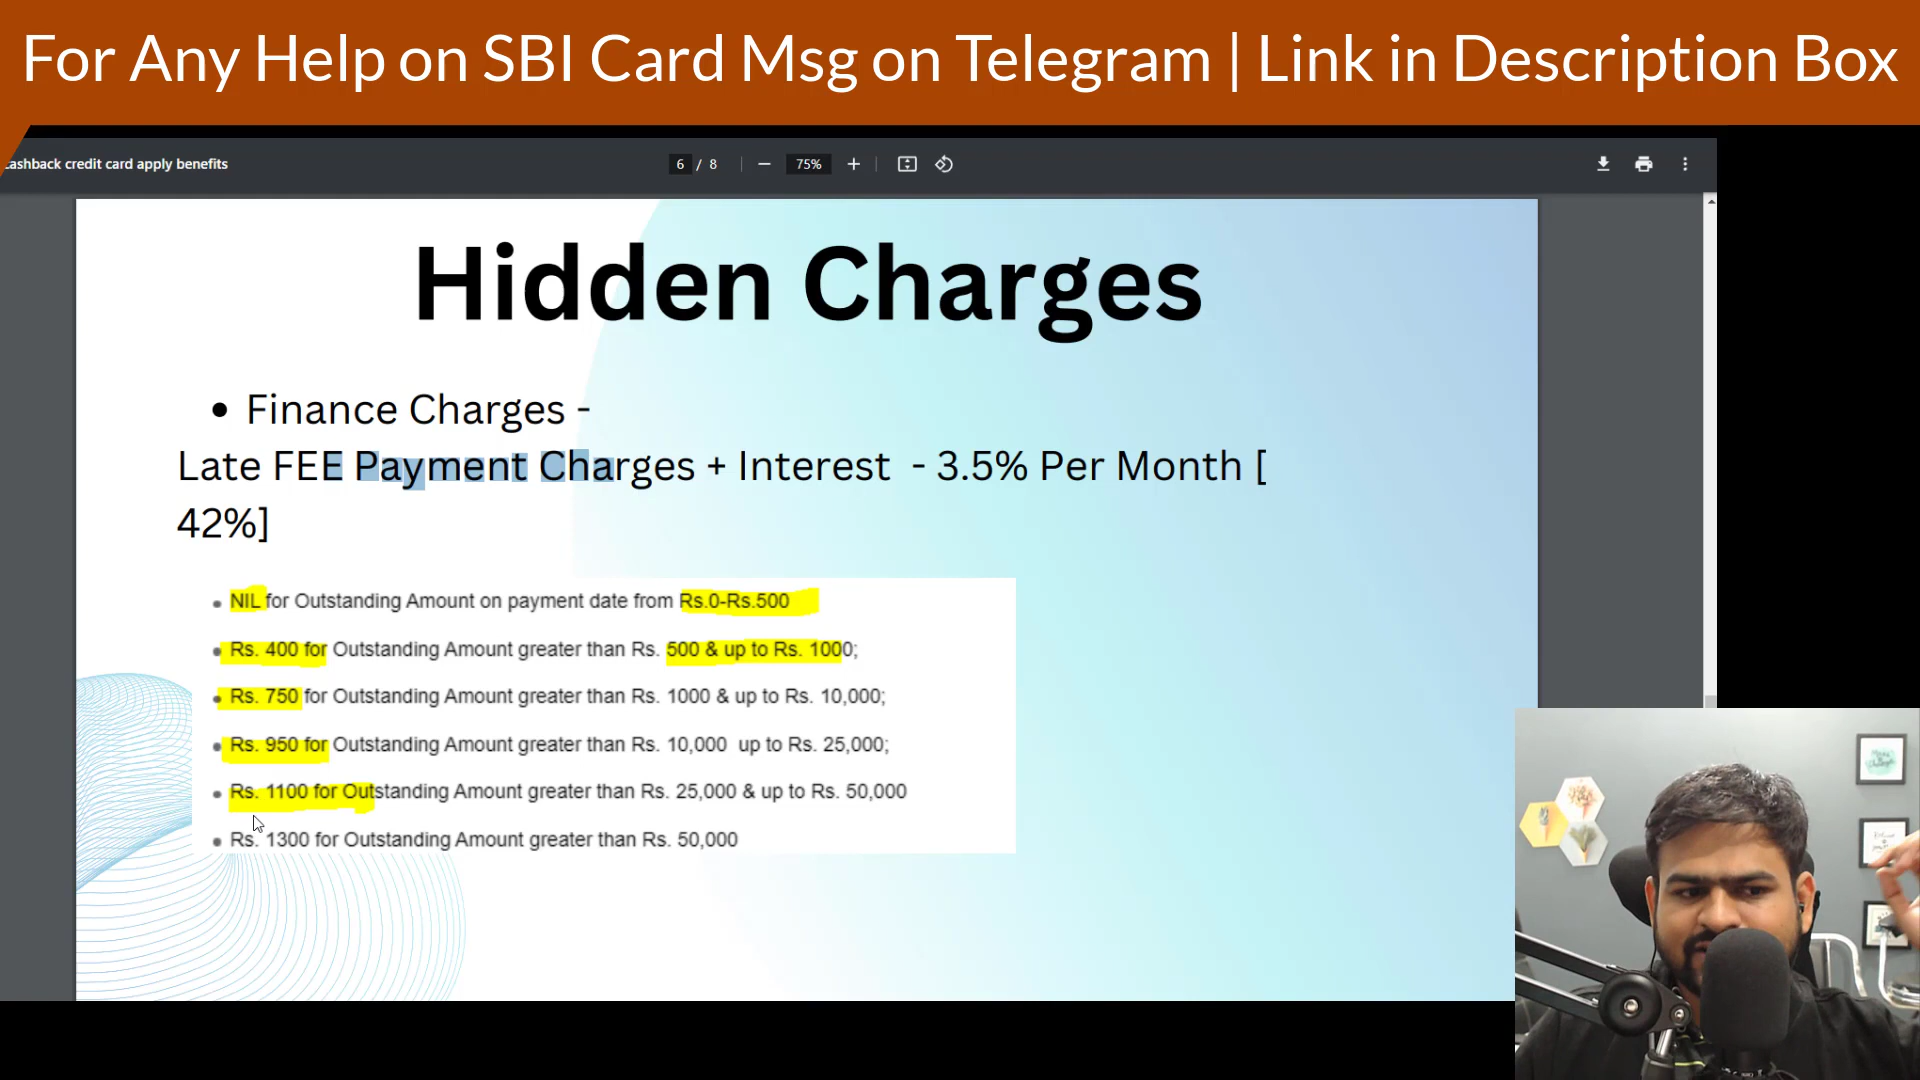 For Any Help on SBI Card Msg on Telegram | Link in Description Box
cashback credit card apply benefits
6 / 8
75%
Hidden Charges
• Finance Charges -
Late FEE Payment Charges + Interest - 3.5% Per Month [
42%]
• NIL for Outstanding Amount on payment date from Rs.0-Rs.500
• Rs. 400 for Outstanding Amount greater than Rs. 500 & up to Rs. 1000;
• Rs. 750 for Outstanding Amount greater than Rs. 1000 & up to Rs. 10,000;
• Rs. 950 for Outstanding Amount greater than Rs. 10,000 up to Rs. 25,000;
• Rs. 1100 for Outstanding Amount greater than Rs. 25,000 & up to Rs. 50,000
• Rs. 1300 for Outstanding Amount greater than Rs. 50,000